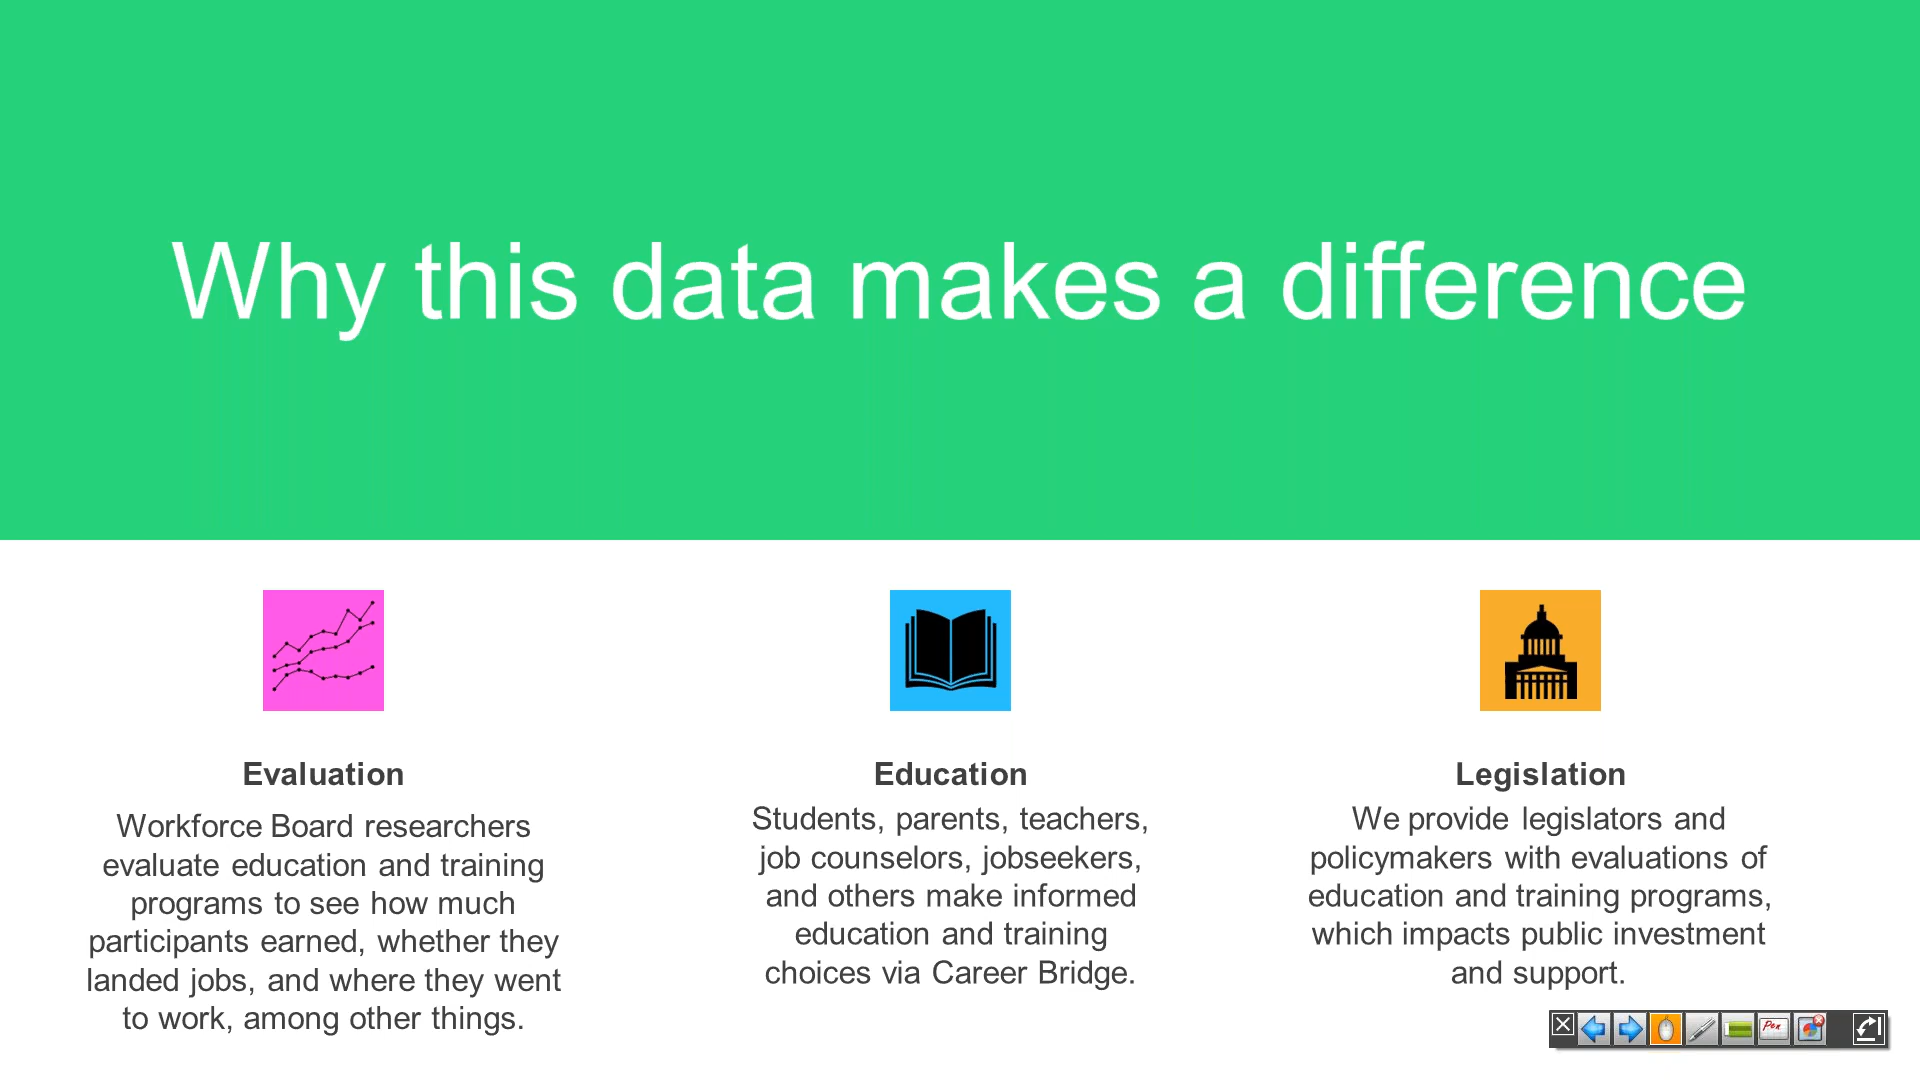 Why this data makes a difference
Evaluation
Workforce Board researchers
evaluate education and training
programs to see how much
participants earned, whether they
landed jobs, and where they went
to work, among other things.
Education
Students, parents, teachers,
job counselors, jobseekers,
and others make informed
education and training
choices via Career Bridge.
Legislation
We provide legislators and
policymakers with evaluations of
education and training programs,
which impacts public investment
and support.
Pen